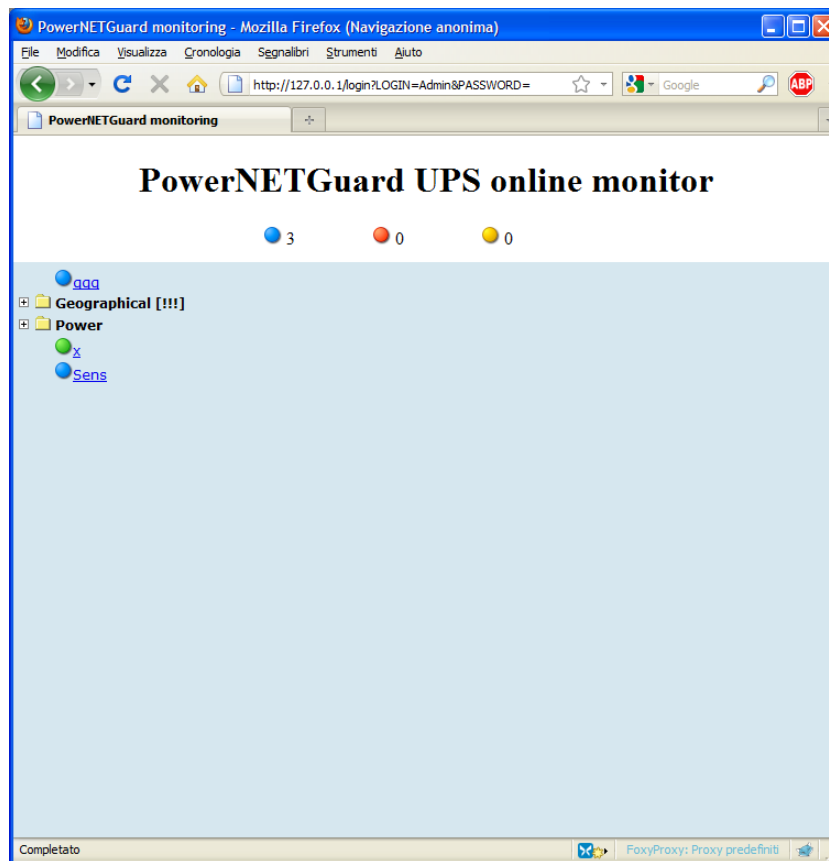 PowerNETGuard monitoring - Mozilla Firefox (Navigazione anonima)
File Modifica Visualizza Cronologia Segnalibri Strumenti Aiuto
http://127.0.0.1/login?LOGIN=Admin&PASSWORD= Google ABP
PowerNETGuard monitoring
PowerNETGuard UPS online monitor
3 0 0
qqq
Geographical [!!!]
Power
x
Sens
Completato FoxyProxy: Proxy predefiniti